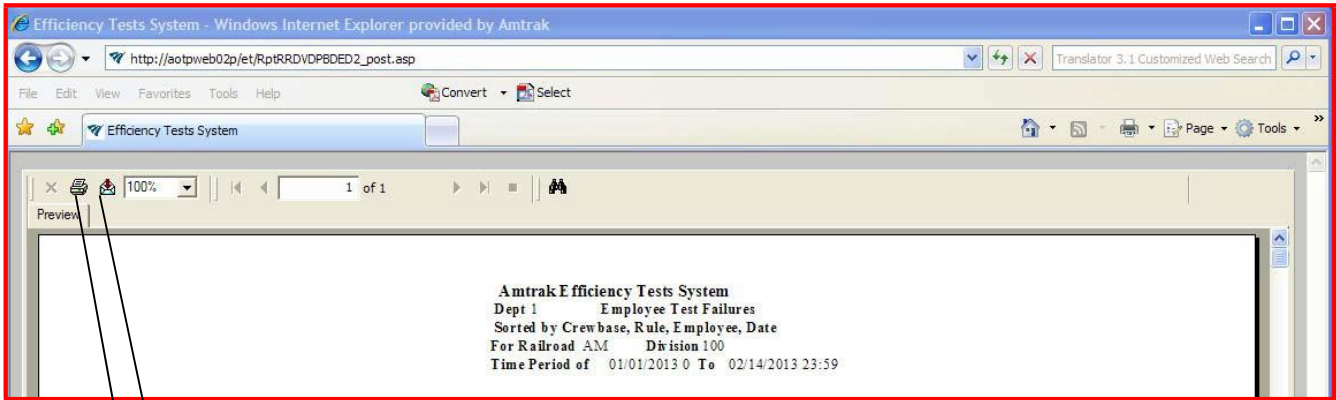 Efficiency Tests System - Windows Internet Explorer provided by Amtrak
http://aotpweb02p/et/RptRRDVDPBDED2_post.asp
Translator 3.1 Customized Web Search
File Edit View Favorites Tools Help
Convert
Select
Efficiency Tests System
Page
Tools
100%
1 of 1
Preview
Amtrak Efficiency Tests System
Dept 1 Employee Test Failures
Sorted by Crewbase, Rule, Employee, Date
For Railroad AM Division 100
Time Period of 01/01/2013 0 To 02/14/2013 23:59